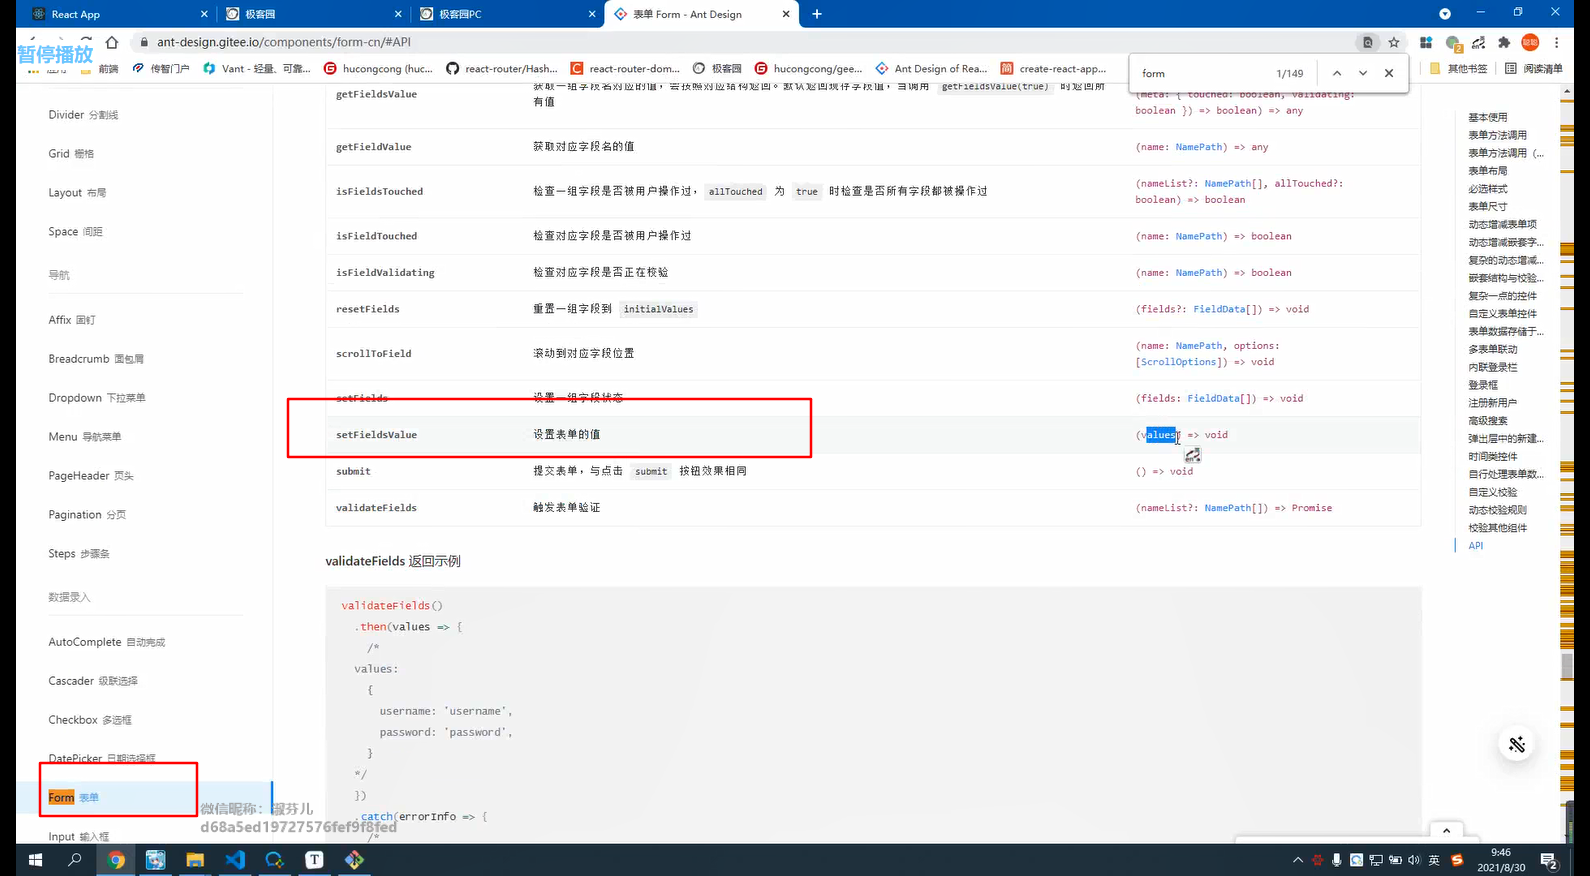 React App
极客园
极客园PC
表单 Form - Ant Design
ant-design.gitee.io/components/form-cn/#API
暂停播放
应用
前端
传智门户
Vant - 轻量、可靠...
hucongcong (huc...
react-router/Hash...
react-router-dom...
极客园
hucongcong/gee...
Ant Design of Rea...
create-react-app...
其他书签
阅读清单
form
1/149
Divider 分割线
Grid 栅格
Layout 布局
Space 间距
导航
Affix 固钉
Breadcrumb 面包屑
Dropdown 下拉菜单
Menu 导航菜单
PageHeader 页头
Pagination 分页
Steps 步骤条
数据录入
AutoComplete 自动完成
Cascader 级联选择
Checkbox 多选框
DatePicker 日期选择框
Form 表单
Input 输入框
getFieldsValue
获取一组字段名对应的值，会按照对应结构返回。默认返回现存字段值，当调用 getFieldsValue(true) 时返回所
有值
(meta: { touched: boolean, validating:
boolean }) => boolean) => any
getFieldValue 获取对应字段名的值 (name: NamePath) => any
isFieldsTouched 检查一组字段是否被用户操作过，allTouched 为 true 时检查是否所有字段都被操作过
(nameList?: NamePath[], allTouched?:
boolean) => boolean
isFieldTouched 检查对应字段是否被用户操作过 (name: NamePath) => boolean
isFieldValidating 检查对应字段是否正在校验 (name: NamePath) => boolean
resetFields 重置一组字段到 initialValues (fields?: FieldData[]) => void
scrollToField 滚动到对应字段位置
(name: NamePath, options:
[ScrollOptions]) => void
setFields 设置一组字段状态 (fields: FieldData[]) => void
setFieldsValue 设置表单的值 (values) => void
submit 提交表单，与点击 submit 按钮效果相同 () => void
validateFields 触发表单验证 (nameList?: NamePath[]) => Promise
validateFields 返回示例
validateFields()
.then(values => {
/*
values:
{
username: 'username',
password: 'password',
}
*/
})
.catch(errorInfo => {
/*
基本使用
表单方法调用
表单方法调用（...
表单布局
必选样式
表单尺寸
动态增减表单项
动态增减嵌套字...
复杂的动态增减...
嵌套结构与校验...
复杂一点的控件
自定义表单控件
表单数据存储于...
多表单联动
内联登录栏
登录框
注册新用户
高级搜索
弹出层中的新建...
时间类控件
自行处理表单数...
自定义校验
动态校验规则
校验其他组件
API
微信昵称：
d68a5ed19727576fef9f8fed
英
9:46
2021/8/30
2